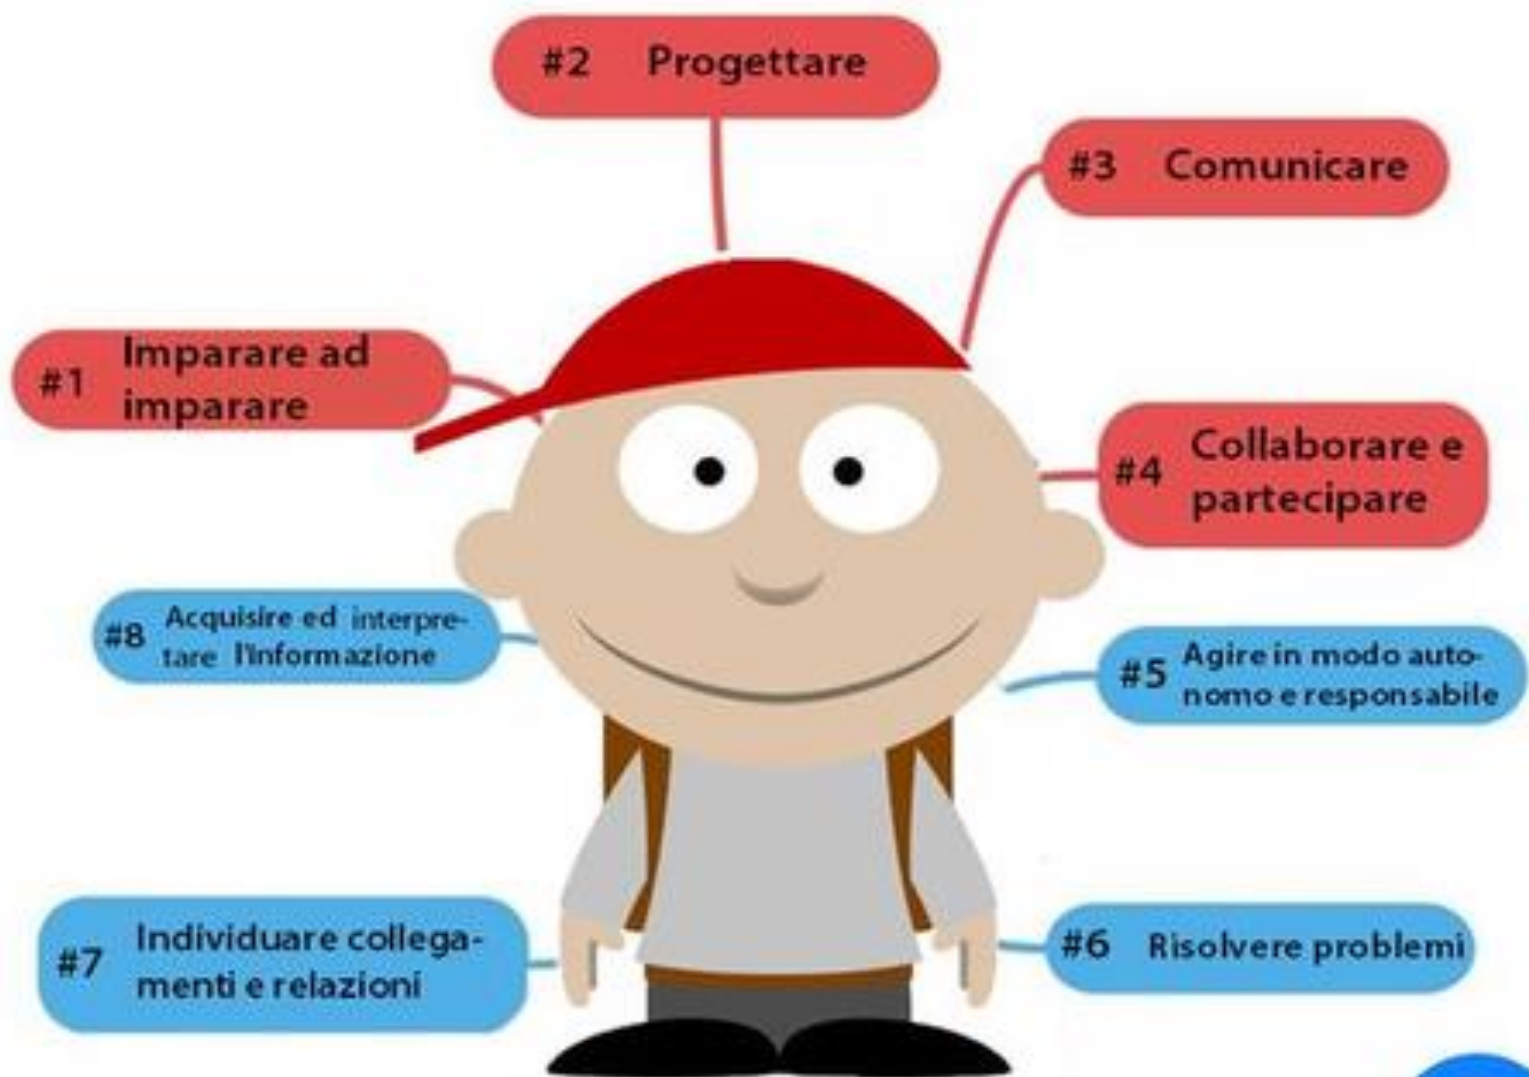 #1 Imparare ad
imparare
#2 Progettare
#3 Comunicare
#4 Collaborare e
partecipare
#5 Agire in modo auto-
nomo e responsabile
#6 Risolvere problemi
#7 Individuare collega-
menti e relazioni
#8 Acquisire ed interpre-
tare l'informazione